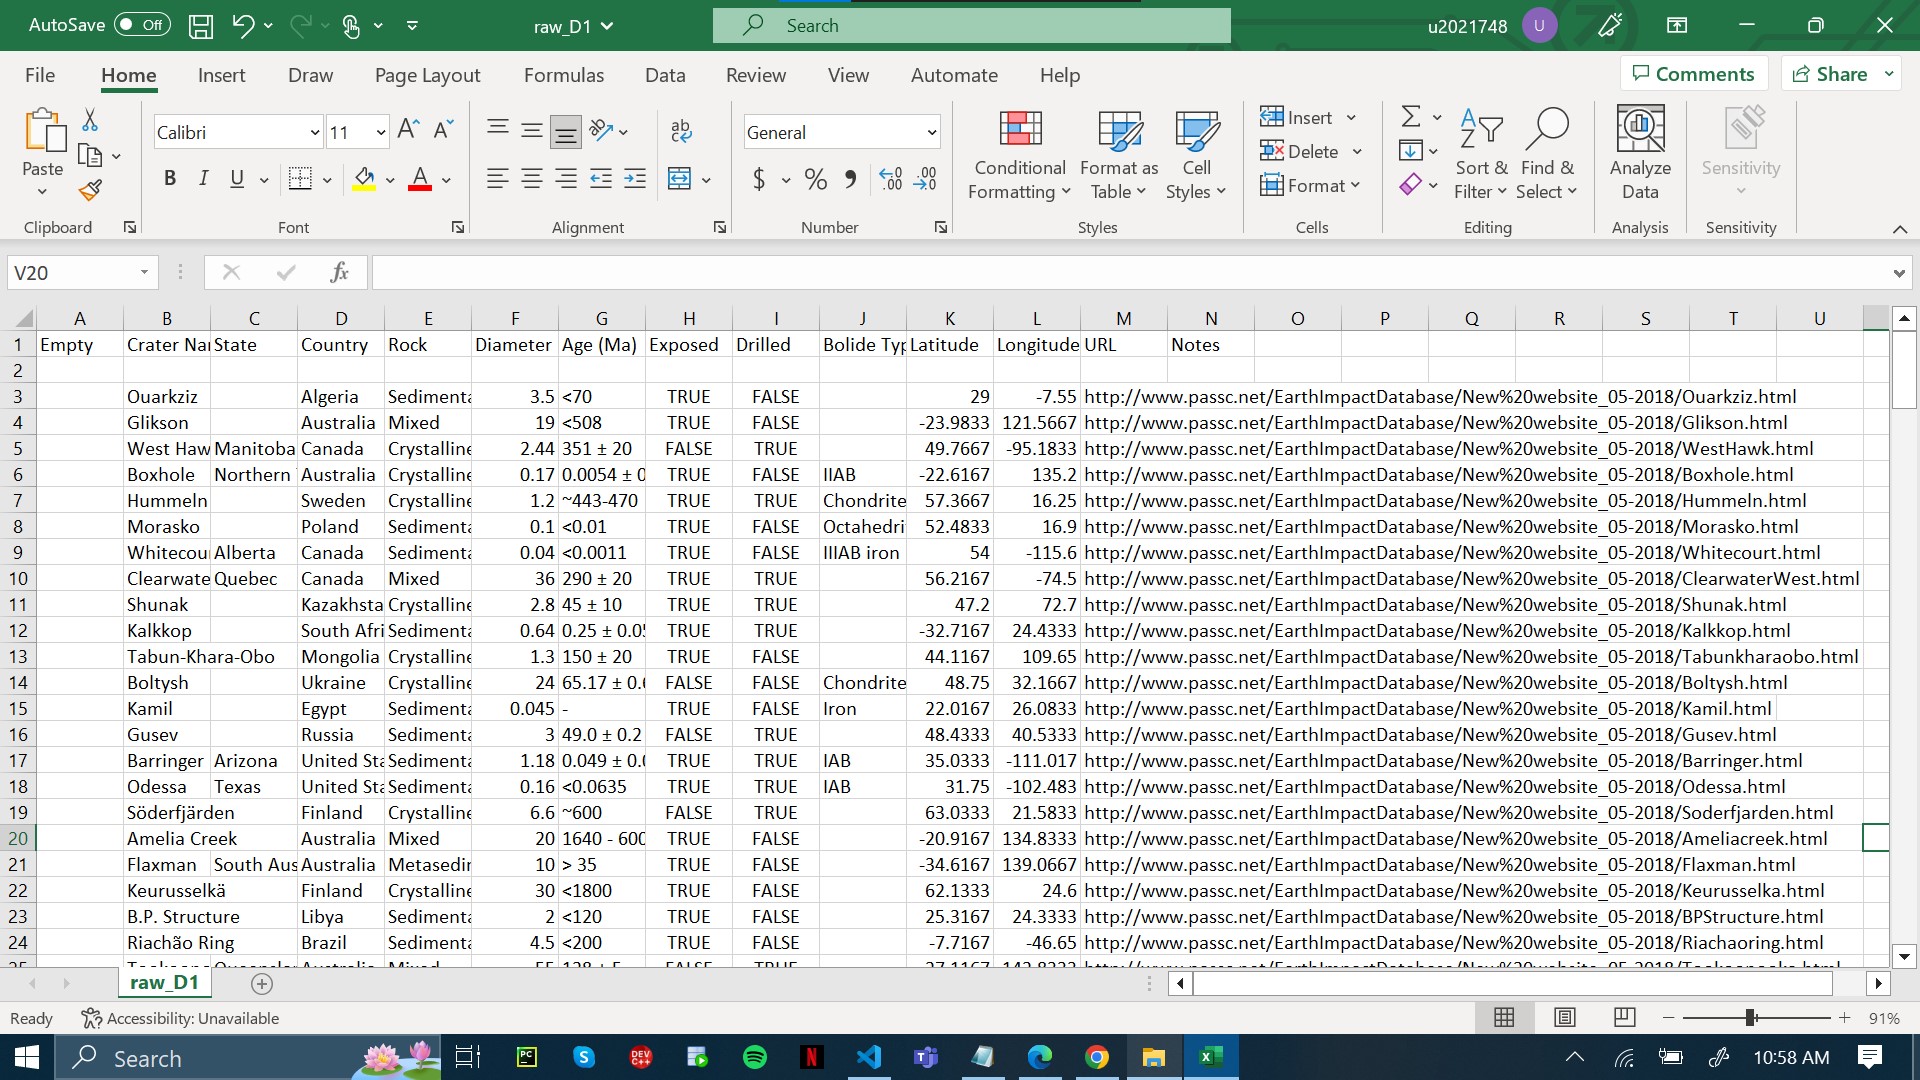 AutoSave Off raw_D1 Search u2021748 U
File Home Insert Draw Page Layout Formulas Data Review View Automate Help Comments Share
Paste Calibri 11 General Conditional Formatting Format as Table Cell Styles Insert Delete Format Sort & Filter Find & Select Analyze Data Sensitivity
Clipboard Font Alignment Number Styles Cells Editing Analysis Sensitivity
V20 fx
A B C D E F G H I J K L M N O P Q R S T U
1 Empty Crater Nar State Country Rock Diameter Age (Ma) Exposed Drilled Bolide Typ Latitude Longitude URL Notes
2
3 Ouarkziz Algeria Sedimenta 3.5 <70 TRUE FALSE 29 -7.55 http://www.passc.net/EarthImpactDatabase/New%20website_05-2018/Ouarkziz.html
4 Glikson Australia Mixed 19 <508 TRUE FALSE -23.9833 121.5667 http://www.passc.net/EarthImpactDatabase/New%20website_05-2018/Glikson.html
5 West Haw Manitoba Canada Crystalline 2.44 351 ± 20 FALSE TRUE 49.7667 -95.1833 http://www.passc.net/EarthImpactDatabase/New%20website_05-2018/WestHawk.html
6 Boxhole Northern Australia Crystalline 0.17 0.0054 ± 0 TRUE FALSE IIAB -22.6167 135.2 http://www.passc.net/EarthImpactDatabase/New%20website_05-2018/Boxhole.html
7 Hummeln Sweden Crystalline 1.2 ~443-470 TRUE TRUE Chondrite 57.3667 16.25 http://www.passc.net/EarthImpactDatabase/New%20website_05-2018/Hummeln.html
8 Morasko Poland Sedimenta 0.1 <0.01 TRUE FALSE Octahedri 52.4833 16.9 http://www.passc.net/EarthImpactDatabase/New%20website_05-2018/Morasko.html
9 Whitecour Alberta Canada Sedimenta 0.04 <0.0011 TRUE FALSE IIIAB iron 54 -115.6 http://www.passc.net/EarthImpactDatabase/New%20website_05-2018/Whitecourt.html
10 Clearwate Quebec Canada Mixed 36 290 ± 20 TRUE TRUE 56.2167 -74.5 http://www.passc.net/EarthImpactDatabase/New%20website_05-2018/ClearwaterWest.html
11 Shunak Kazakhsta Crystalline 2.8 45 ± 10 TRUE TRUE 47.2 72.7 http://www.passc.net/EarthImpactDatabase/New%20website_05-2018/Shunak.html
12 Kalkkop South Afri Sedimenta 0.64 0.25 ± 0.05 TRUE TRUE -32.7167 24.4333 http://www.passc.net/EarthImpactDatabase/New%20website_05-2018/Kalkkop.html
13 Tabun-Khara-Obo Mongolia Crystalline 1.3 150 ± 20 TRUE FALSE 44.1167 109.65 http://www.passc.net/EarthImpactDatabase/New%20website_05-2018/Tabunkharaobo.html
14 Boltysh Ukraine Crystalline 24 65.17 ± 0.6 FALSE FALSE Chondrite 48.75 32.1667 http://www.passc.net/EarthImpactDatabase/New%20website_05-2018/Boltysh.html
15 Kamil Egypt Sedimenta 0.045 - TRUE FALSE Iron 22.0167 26.0833 http://www.passc.net/EarthImpactDatabase/New%20website_05-2018/Kamil.html
16 Gusev Russia Sedimenta 3 49.0 ± 0.2 FALSE TRUE 48.4333 40.5333 http://www.passc.net/EarthImpactDatabase/New%20website_05-2018/Gusev.html
17 Barringer Arizona United Sta Sedimenta 1.18 0.049 ± 0.0 TRUE TRUE IAB 35.0333 -111.017 http://www.passc.net/EarthImpactDatabase/New%20website_05-2018/Barringer.html
18 Odessa Texas United Sta Sedimenta 0.16 <0.0635 TRUE TRUE IAB 31.75 -102.483 http://www.passc.net/EarthImpactDatabase/New%20website_05-2018/Odessa.html
19 Söderfjärden Finland Crystalline 6.6 ~600 FALSE TRUE 63.0333 21.5833 http://www.passc.net/EarthImpactDatabase/New%20website_05-2018/Soderfjarden.html
20 Amelia Creek Australia Mixed 20 1640 - 600 TRUE FALSE -20.9167 134.8333 http://www.passc.net/EarthImpactDatabase/New%20website_05-2018/Ameliacreek.html
21 Flaxman South Aus Australia Metasedir 10 > 35 TRUE FALSE -34.6167 139.0667 http://www.passc.net/EarthImpactDatabase/New%20website_05-2018/Flaxman.html
22 Keurusselkä Finland Crystalline 30 <1800 TRUE FALSE 62.1333 24.6 http://www.passc.net/EarthImpactDatabase/New%20website_05-2018/Keurusselka.html
23 B.P. Structure Libya Sedimenta 2 <120 TRUE FALSE 25.3167 24.3333 http://www.passc.net/EarthImpactDatabase/New%20website_05-2018/BPStructure.html
24 Riachão Ring Brazil Sedimenta 4.5 <200 TRUE FALSE -7.7167 -46.65 http://www.passc.net/EarthImpactDatabase/New%20website_05-2018/Riachaoring.html
raw_D1
Ready Accessibility: Unavailable 91%
Search 10:58 AM